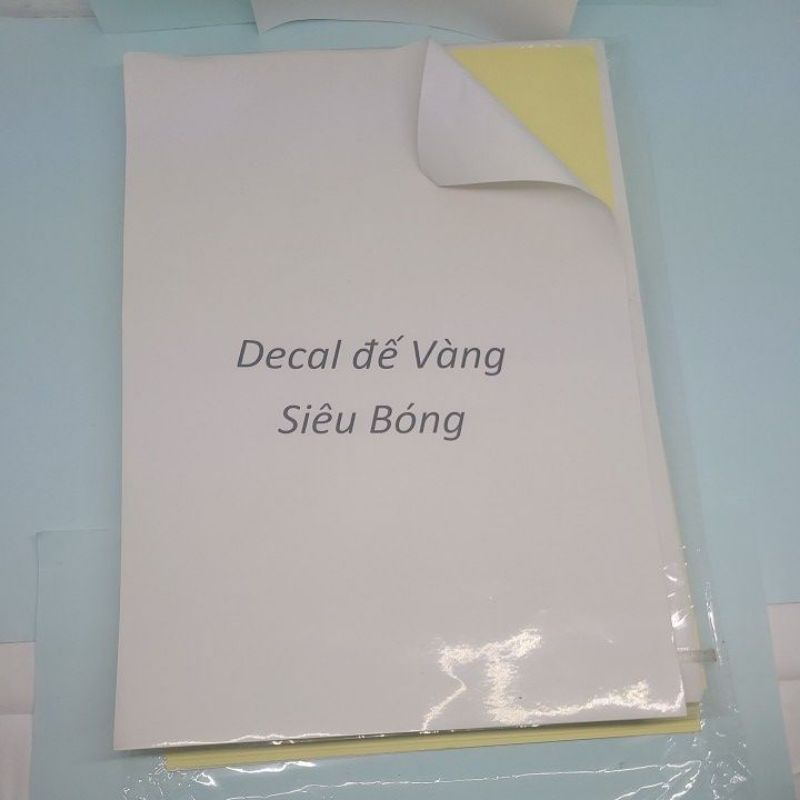 Decal đế Vàng
Siêu Bóng